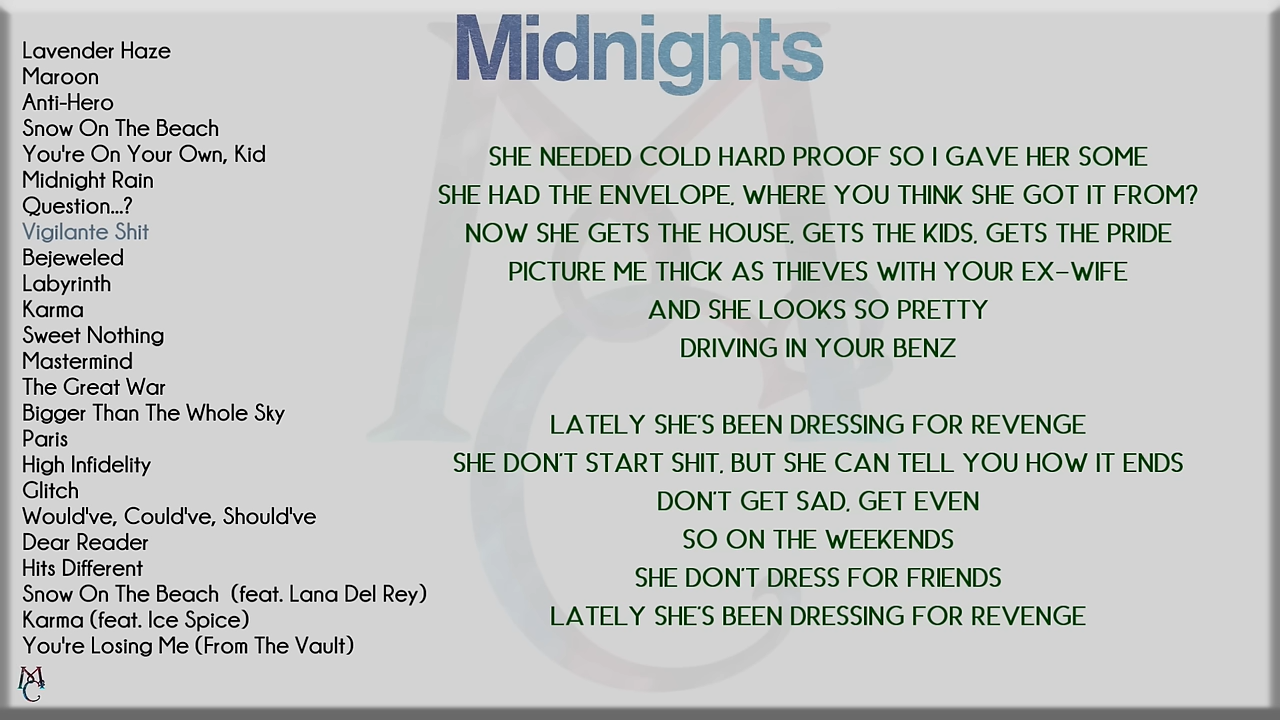 Midnights
Lavender Haze
Maroon
Anti-Hero
Snow On The Beach
You're On Your Own, Kid
Midnight Rain
Question...?
Vigilante Shit
Bejeweled
Labyrinth
Karma
Sweet Nothing
Mastermind
The Great War
Bigger Than The Whole Sky
Paris
High Infidelity
Glitch
Would've, Could've, Should've
Dear Reader
Hits Different
Snow On The Beach (feat. Lana Del Rey)
Karma (feat. Ice Spice)
You're Losing Me (From The Vault)
SHE NEEDED COLD HARD PROOF SO I GAVE HER SOME
SHE HAD THE ENVELOPE, WHERE YOU THINK SHE GOT IT FROM?
NOW SHE GETS THE HOUSE, GETS THE KIDS, GETS THE PRIDE
PICTURE ME THICK AS THIEVES WITH YOUR EX-WIFE
AND SHE LOOKS SO PRETTY
DRIVING IN YOUR BENZ
LATELY SHE'S BEEN DRESSING FOR REVENGE
SHE DON'T START SHIT, BUT SHE CAN TELL YOU HOW IT ENDS
DON'T GET SAD, GET EVEN
SO ON THE WEEKENDS
SHE DON'T DRESS FOR FRIENDS
LATELY SHE'S BEEN DRESSING FOR REVENGE